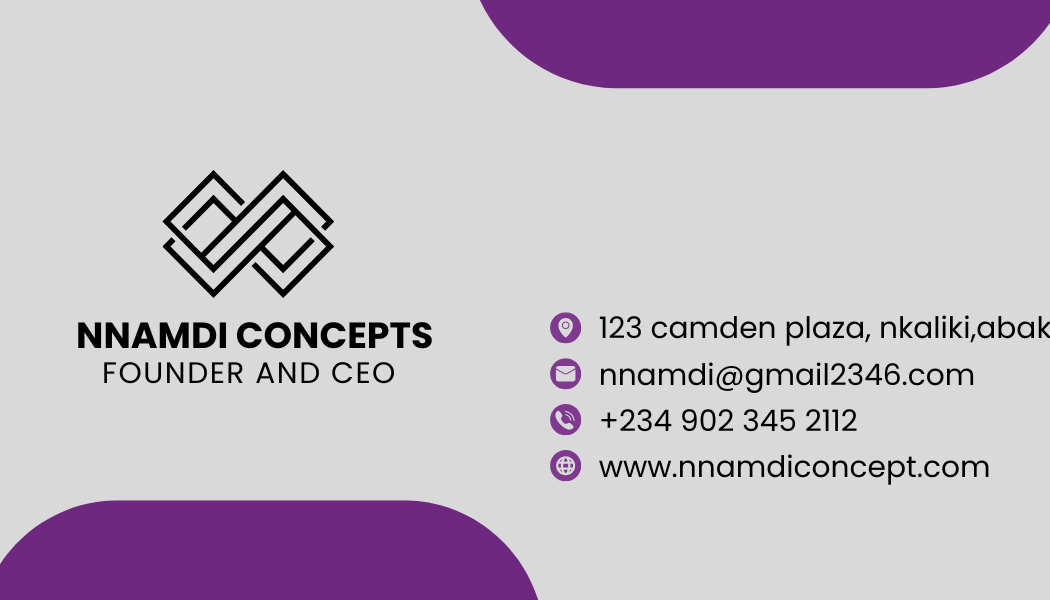 NNAMDI CONCEPTS
FOUNDER AND CEO
123 camden plaza, nkaliki,abak
nnamdi@gmail2346.com
+234 902 345 2112
www.nnamdiconcept.com